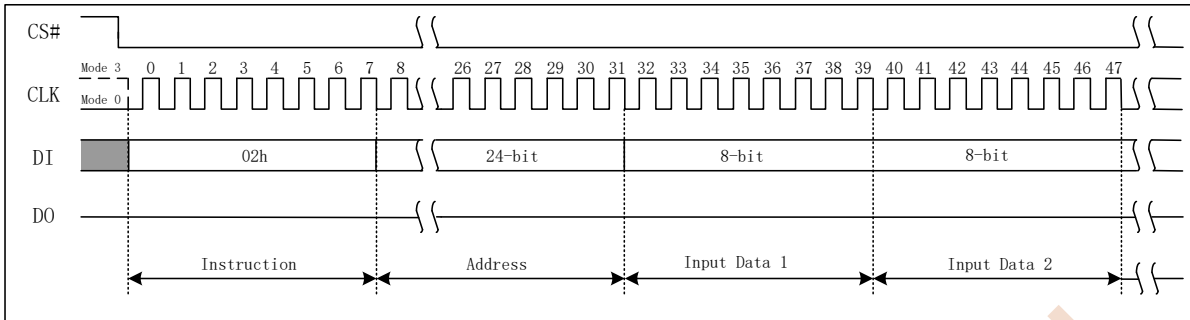 CS#
Mode 3 0 1 2 3 4 5 6 7 8 26 27 28 29 30 31 32 33 34 35 36 37 38 39 40 41 42 43 44 45 46 47
CLK
Mode 0
DI 02h 24-bit 8-bit 8-bit
DO
Instruction Address Input Data 1 Input Data 2